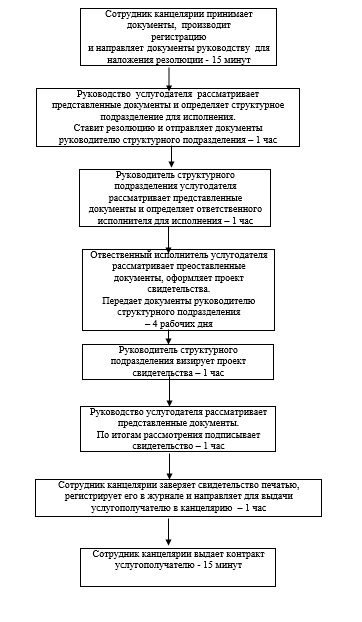 Сотрудник канцелярии принимает
документы,  производит
регистрацию
и направляет документы руководству  для
наложения резолюции - 15 минут
Руководство  услугодателя  рассматривает
представленные документы и определяет структурное
подразделение для исполнения.
Ставит резолюцию и отправляет документы
руководителю структурного подразделения – 1 час
Руководитель структурного
подразделения услугодателя
рассматривает представленные
документы и определяет ответственного
исполнителя для исполнения – 1 час
Отвественный исполнитель услугодателя
рассматривает преоставленные
документы, оформляет проект
свидетельства.
Передает документы руководителю
структурного подразделения
– 4 рабочих дня
Руководитель структурного
подразделения визирует проект
свидетельства – 1 час
Руководство услугодателя рассматривает
представленные документы.
По итогам рассмотрения подписывает
свидетельство – 1 час
Сотрудник канцелярии заверяет свидетельство печатью,
регистрирует его в журнале и направляет для выдачи
услугополучателю в канцелярию  – 1 час
Сотрудник канцелярии выдает контракт
услугополучателю - 15 минут